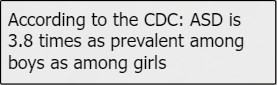 According to the CDC: ASD is
3.8 times as prevalent among
boys as among girls